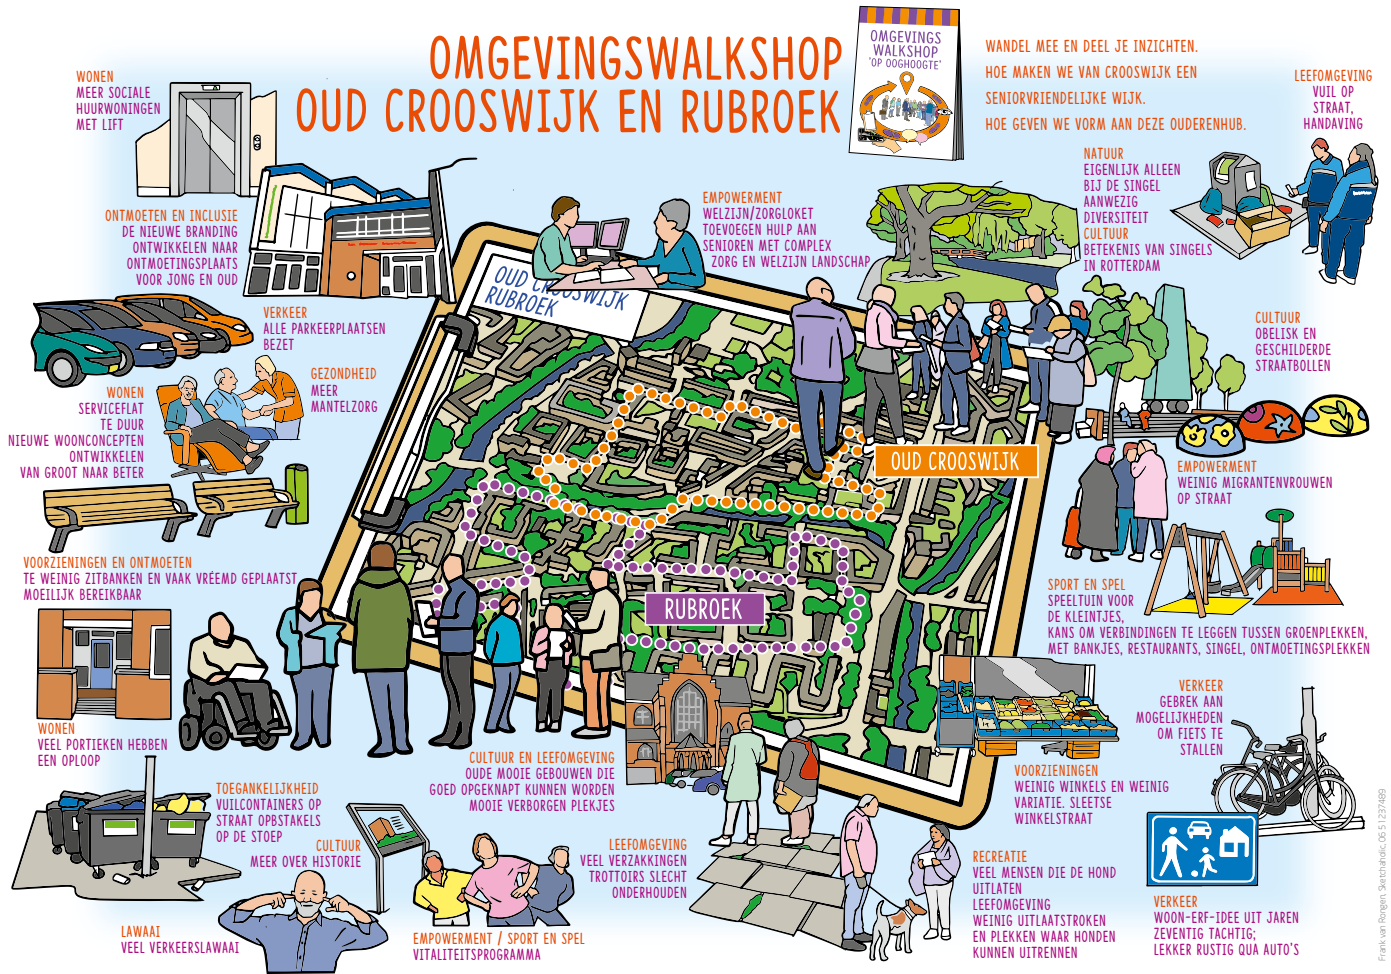 OMGEVINGSWALKSHOP
OUD CROOSWIJK EN RUBROEK
OMGEVINGS
WALKSHOP
'OP OOGHOOGTE'
WANDEL MEE EN DEEL JE INZICHTEN.
HOE MAKEN WE VAN CROOSWIJK EEN
SENIORVRIENDELIJKE WIJK.
HOE GEVEN WE VORM AAN DEZE OUDERENHUB.
WONEN
MEER SOCIALE
HUURWONINGEN
MET LIFT
LEEFOMGEVING
VUIL OP
STRAAT,
HANDAVING
NATUUR
EIGENLIJK ALLEEN
BIJ DE SINGEL
AANWEZIG
DIVERSITEIT
CULTUUR
BETEKENIS VAN SINGELS
IN ROTTERDAM
EMPOWERMENT
WELZIJN/ZORGLOKET
TOEVOEGEN HULP AAN
SENIOREN MET COMPLEX
ZORG EN WELZIJN LANDSCHAP
ONTMOETEN EN INCLUSIE
DE NIEUWE BRANDING
ONTWIKKELEN NAAR
ONTMOETINGSPLAATS
VOOR JONG EN OUD
OUD CROOSWIJK
RUBROEK
VERKEER
ALLE PARKEERPLAATSEN
BEZET
CULTUUR
OBELISK EN
GESCHILDERDE
STRAATBOLLEN
GEZONDHEID
MEER
MANTELZORG
WONEN
SERVICEFLAT
TE DUUR
NIEUWE WOONCONCEPTEN
ONTWIKKELEN
VAN GROOT NAAR BETER
OUD CROOSWIJK
EMPOWERMENT
WEINIG MIGRANTENVROUWEN
OP STRAAT
VOORZIENINGEN EN ONTMOETEN
TE WEINIG ZITBANKEN EN VAAK VREEMD GEPLAATST
MOEILIJK BEREIKBAAR
SPORT EN SPEL
SPEELTUIN VOOR
DE KLEINTJES,
KANS OM VERBINDINGEN TE LEGGEN TUSSEN GROENPLEKKEN,
MET BANKJES, RESTAURANTS, SINGEL, ONTMOETINGSPLEKKEN
RUBROEK
WONEN
VEEL PORTIEKEN HEBBEN
EEN OPLOOP
VERKEER
GEBREK AAN
MOGELIJKHEDEN
OM FIETS TE
STALLEN
CULTUUR EN LEEFOMGEVING
OUDE MOOIE GEBOUWEN DIE
GOED OPGEKNAPT KUNNEN WORDEN
MOOIE VERBORGEN PLEKJES
VOORZIENINGEN
WEINIG WINKELS EN WEINIG
VARIATIE. SLEETSE
WINKELSTRAAT
TOEGANKELIJKHEID
VUILCONTAINERS OP
STRAAT OPBSTAKELS
OP DE STOEP
CULTUUR
MEER OVER HISTORIE
LEEFOMGEVING
VEEL VERZAKKINGEN
TROTTOIRS SLECHT
ONDERHOUDEN
RECREATIE
VEEL MENSEN DIE DE HOND
UITLATEN
LEEFOMGEVING
WEINIG UITLAATSTROKEN
EN PLEKKEN WAAR HONDEN
KUNNEN UITRENNEN
VERKEER
WOON-ERF-IDEE UIT JAREN
ZEVENTIG TACHTIG;
LEKKER RUSTIG QUA AUTO'S
LAWAAI
VEEL VERKEERSLAWAAI
EMPOWERMENT / SPORT EN SPEL
VITALITEITSPROGRAMMA
Frank van Rongen, Sketchaholic, 06 51 237489